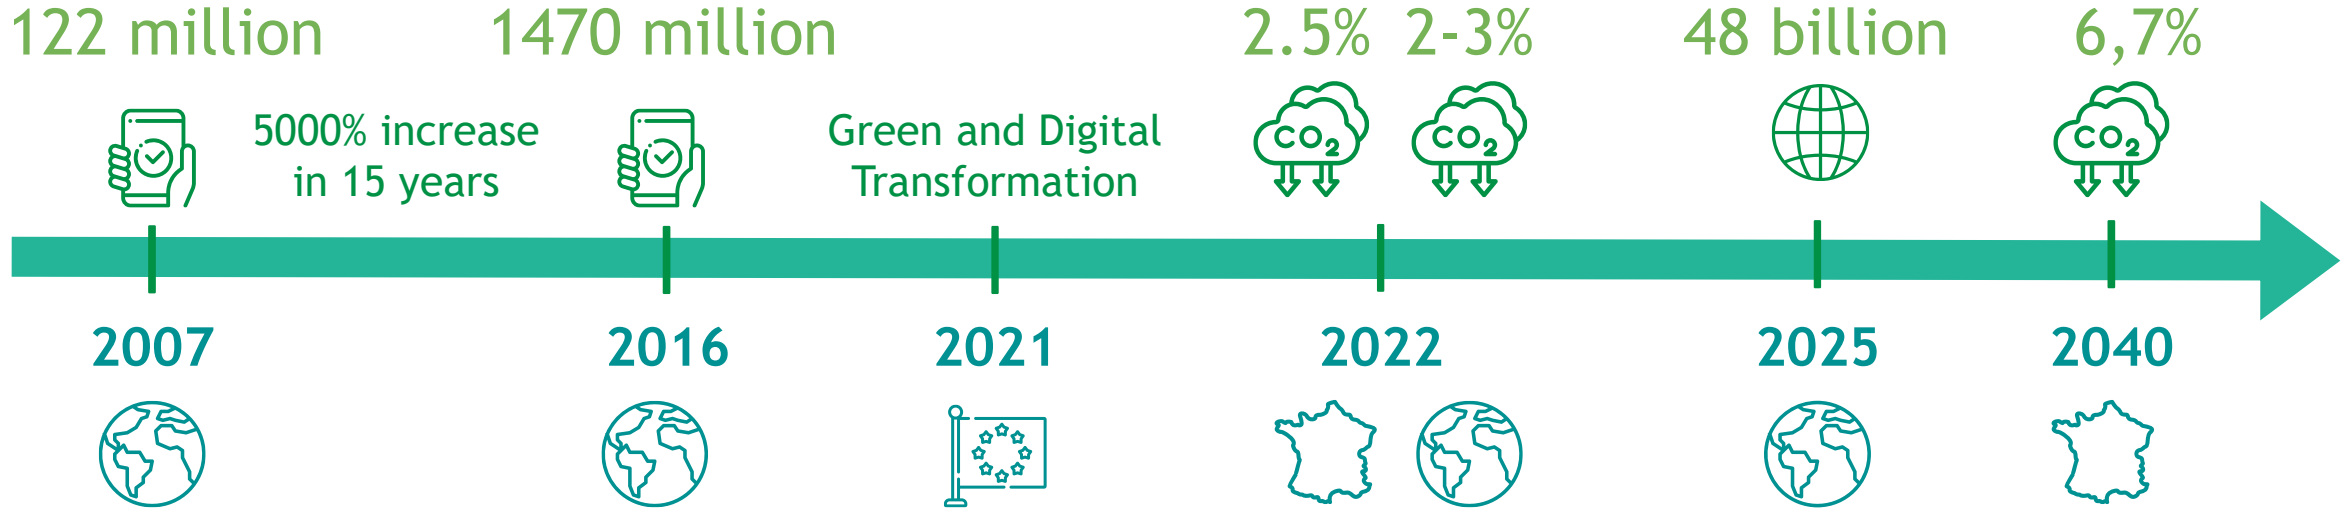 122 million
1470 million
2.5%
2-3%
48 billion
6,7%
5000% increase
in 15 years
Green and Digital
Transformation
CO2
CO2
CO2
2007
2016
2021
2022
2025
2040